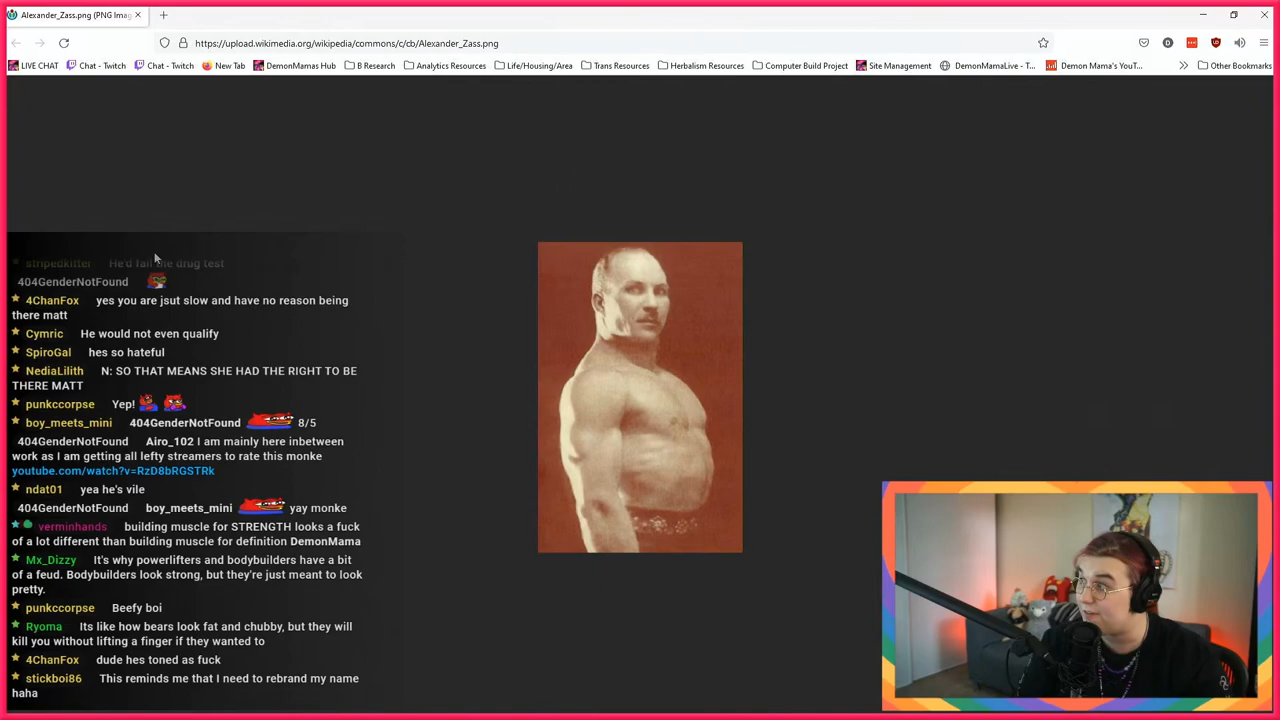 Alexander_Zass.png (PNG Imag
https://upload.wikimedia.org/wikipedia/commons/c/cb/Alexander_Zass.png
LIVE CHAT Chat - Twitch Chat - Twitch New Tab DemonMamas Hub B Research Analytics Resources Life/Housing/Area Trans Resources Herbalism Resources Computer Build Project Site Management DemonMamaLive - T... Demon Mama's YouT... Other Bookmarks
stripedkitter He'd fail the drug test
404GenderNotFound
4ChanFox yes you are jsut slow and have no reason being
there matt
Cymric He would not even qualify
SpiroGal hes so hateful
NediaLilith N: SO THAT MEANS SHE HAD THE RIGHT TO BE
THERE MATT
punkccorpse Yep!
boy_meets_mini 404GenderNotFound 8/5
404GenderNotFound Airo_102 I am mainly here inbetween
work as I am getting all lefty streamers to rate this monke
youtube.com/watch?v=RzD8bRGSTRk
ndat01 yea he's vile
404GenderNotFound boy_meets_mini yay monke
verminhands building muscle for STRENGTH looks a fuck
of a lot different than building muscle for definition DemonMama
Mx_Dizzy It's why powerlifters and bodybuilders have a bit
of a feud. Bodybuilders look strong, but they're just meant to look
pretty.
punkccorpse Beefy boi
Ryoma Its like how bears look fat and chubby, but they will
kill you without lifting a finger if they wanted to
4ChanFox dude hes toned as fuck
stickboi86 This reminds me that I need to rebrand my name
haha